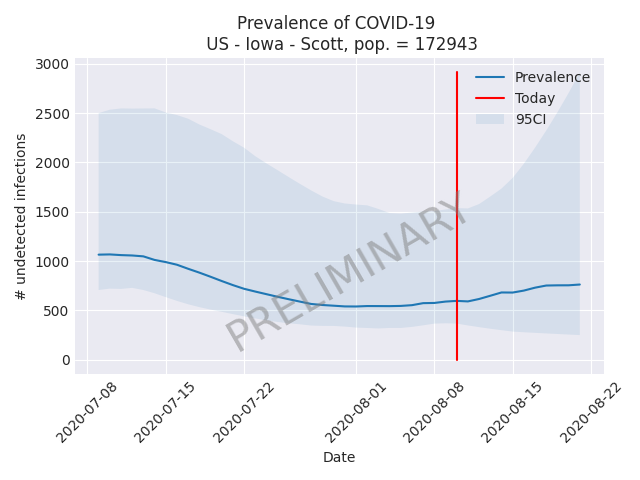 Prevalence of COVID-19
US - Iowa - Scott, pop. = 172943
3000
2500
2000
1500
1000
500
0
# undetected infections
Prevalence
Today
95CI
PRELIMINARY
2020-07-08
2020-07-15
2020-07-22
2020-08-01
2020-08-08
2020-08-15
2020-08-22
Date